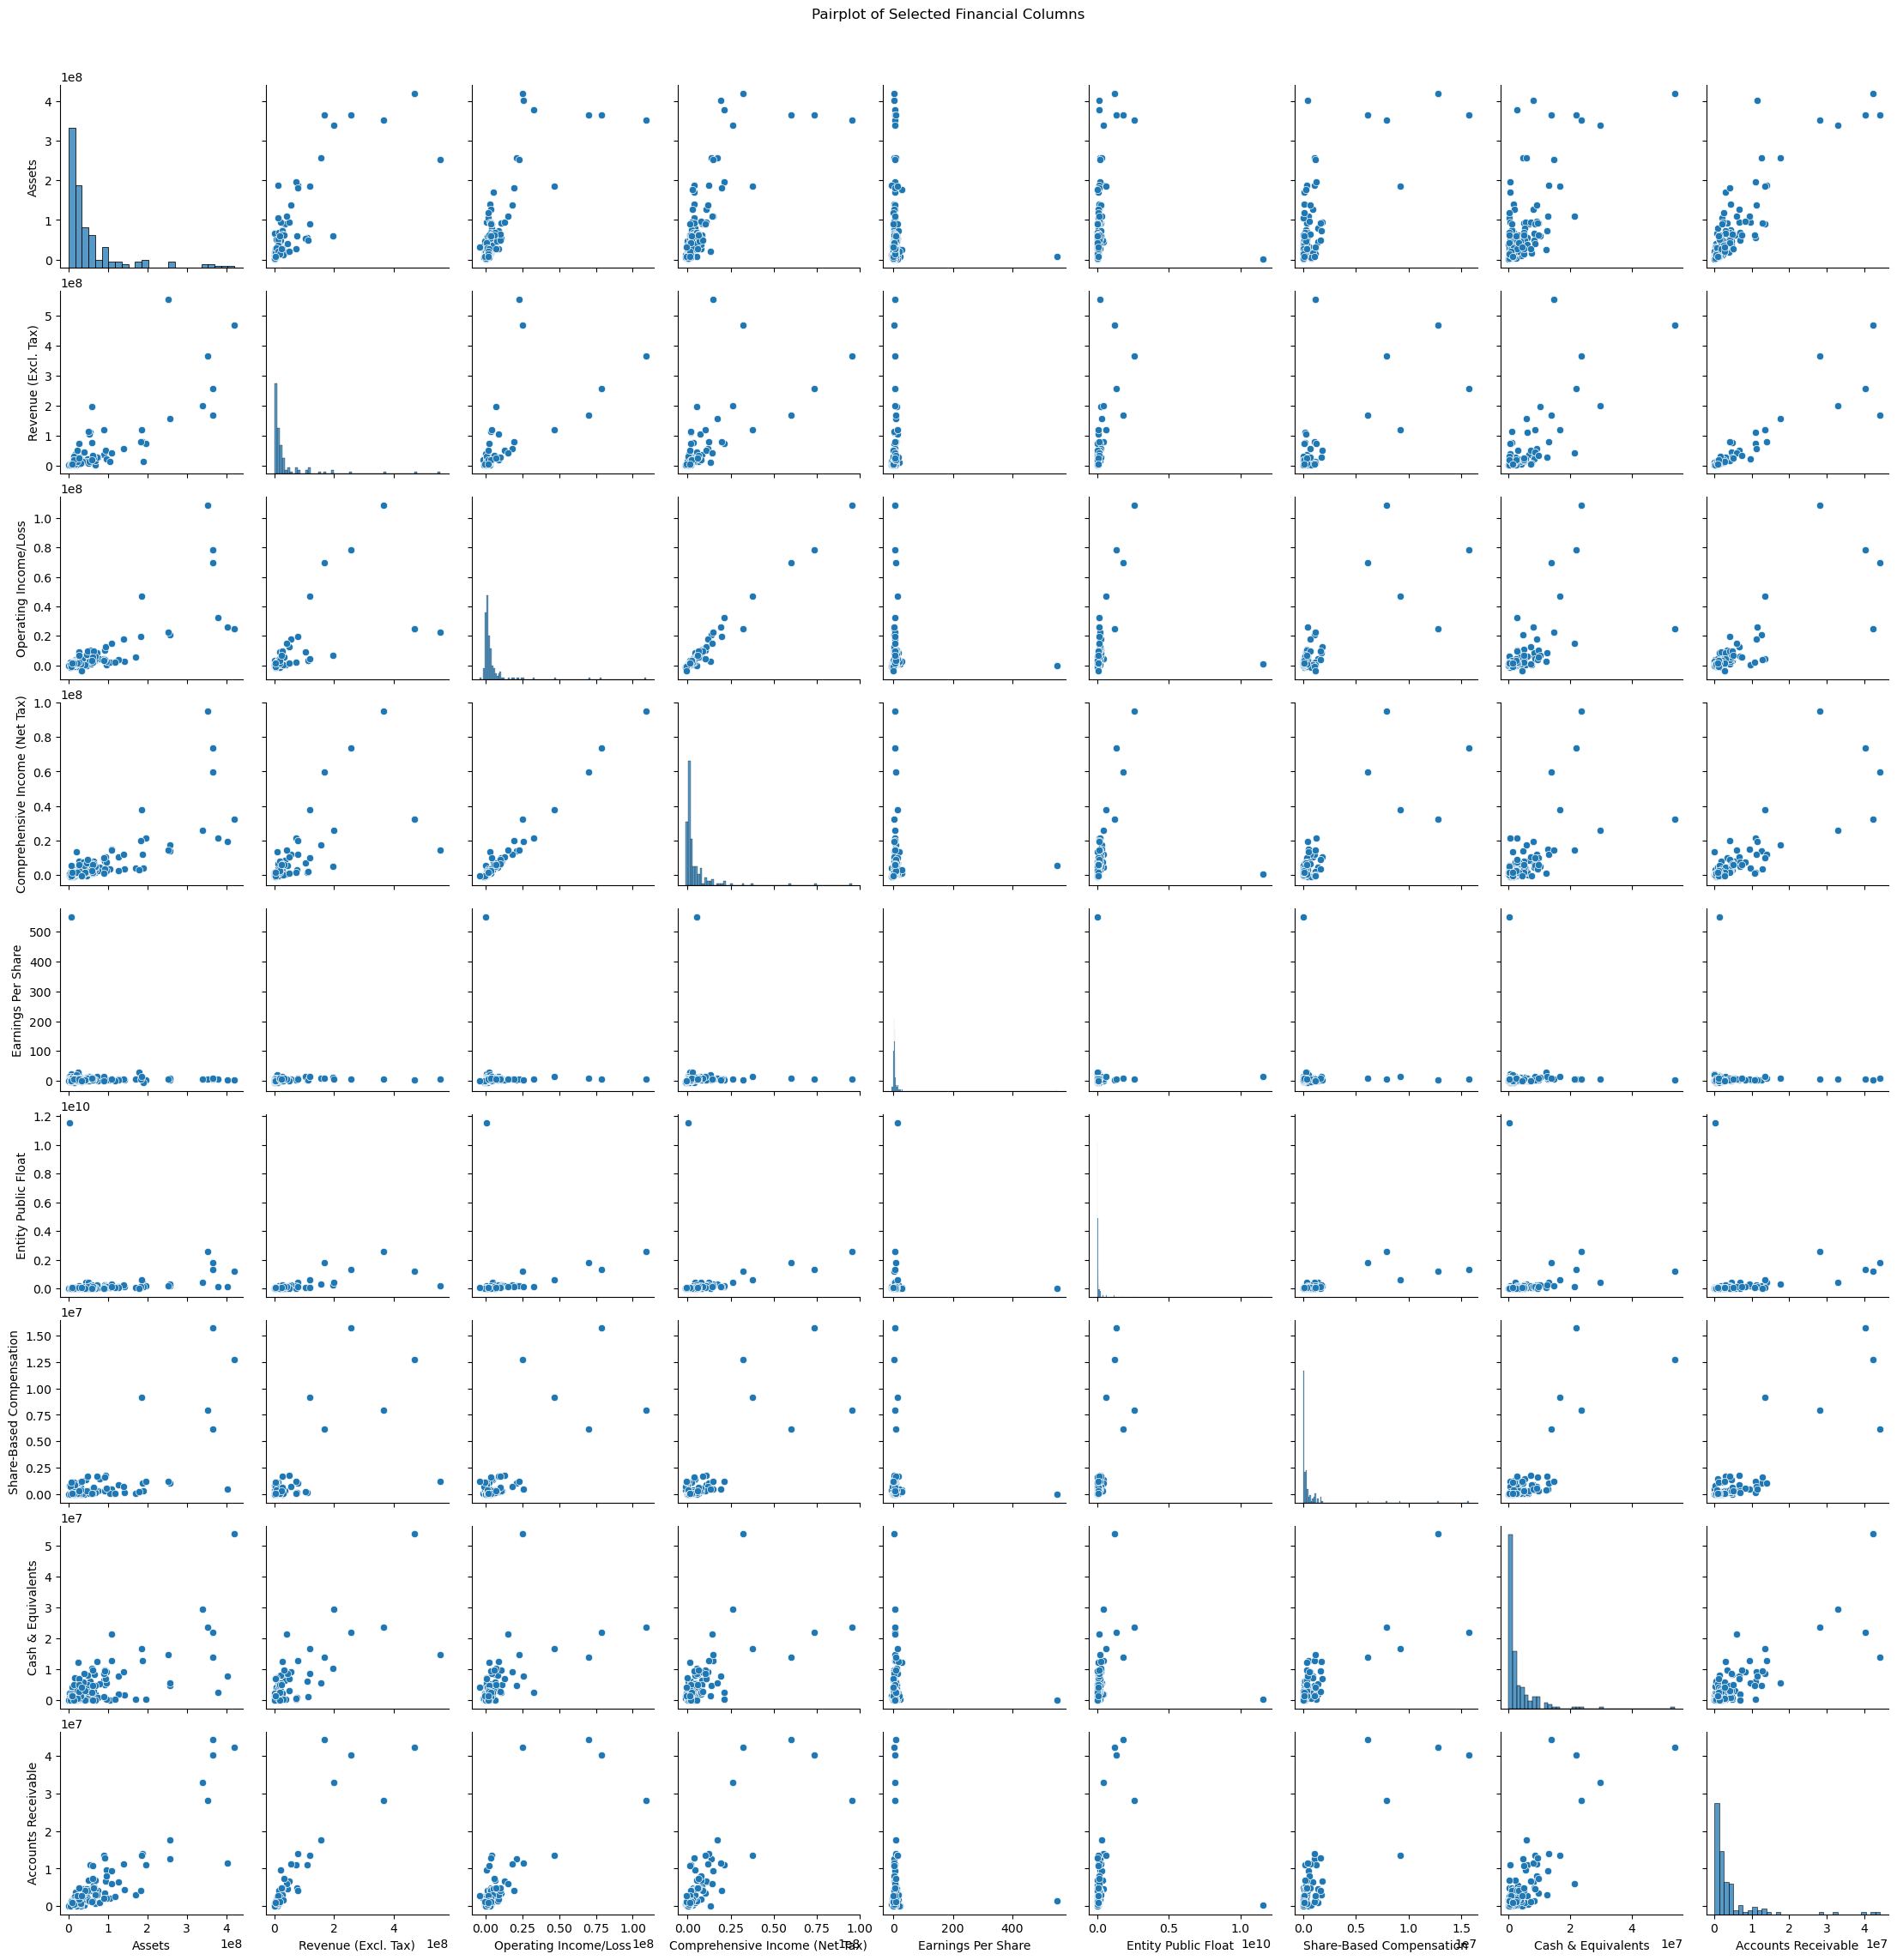 Pairplot of Selected Financial Columns
1e8
4
3
2
1
0
Assets
1e8
5
4
3
2
1
0
Revenue (Excl. Tax)
1e8
1.0
0.8
0.6
0.4
0.2
0.0
Operating Income/Loss
1e8
1.0
0.8
0.6
0.4
0.2
0.0
Comprehensive Income (Net Tax)
500
400
300
200
100
0
Earnings Per Share
1e10
1.2
1.0
0.8
0.6
0.4
0.2
0.0
Entity Public Float
1e7
1.50
1.25
1.00
0.75
0.50
0.25
0.00
Share-Based Compensation
1e7
5
4
3
2
1
0
Cash & Equivalents
1e7
4
3
2
1
0
Accounts Receivable
0 1 2 3 4
Assets 1e8
0 2 4
Revenue (Excl. Tax) 1e8
0.00 0.25 0.50 0.75 1.00
Operating Income/Loss 1e8
0.00 0.25 0.50 0.75 1.00
Comprehensive Income (Net Tax) 1e8
0 200 400
Earnings Per Share
0.0 0.5 1.0
Entity Public Float 1e10
0.0 0.5 1.0 1.5
Share-Based Compensation 1e7
0 2 4
Cash & Equivalents 1e7
0 1 2 3 4
Accounts Receivable 1e7